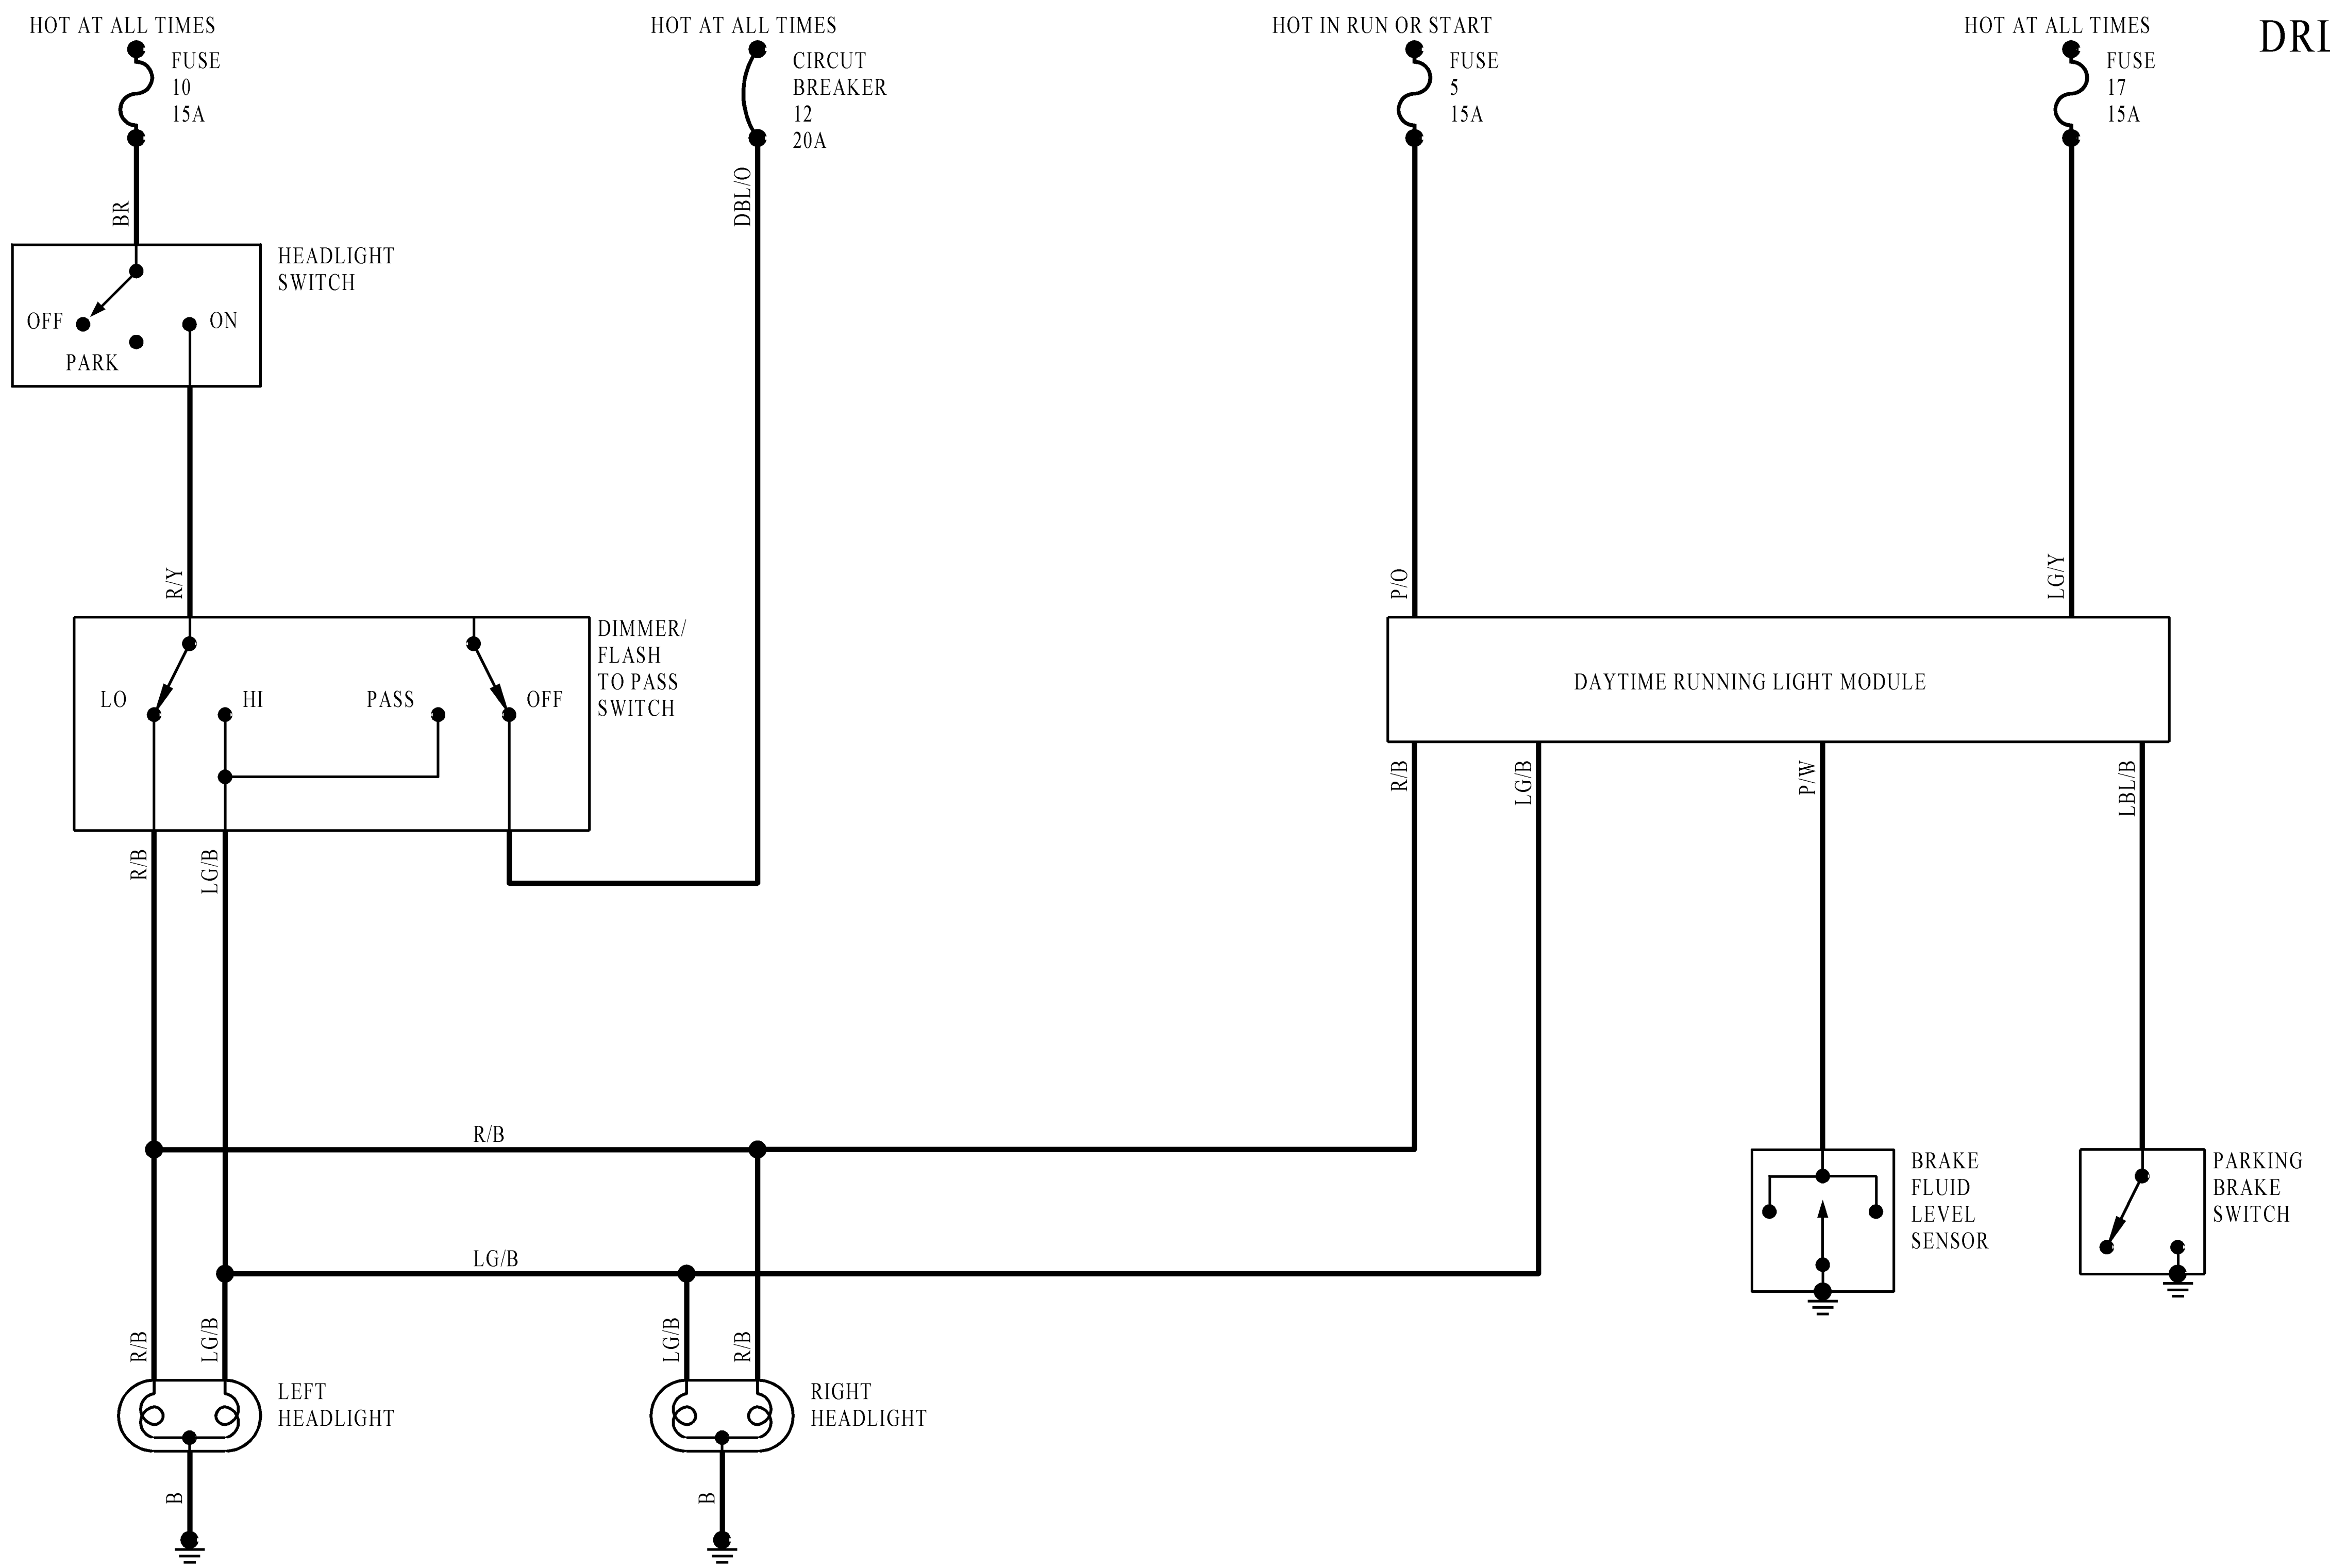 HOT AT ALL TIMES
FUSE
10
15A
HOT AT ALL TIMES
CIRCUT
BREAKER
12
20A
HOT IN RUN OR START
FUSE
5
15A
HOT AT ALL TIMES
FUSE
17
15A
DRL
BR
DBL/O
HEADLIGHT
SWITCH
OFF
ON
PARK
R/Y
P/O
LG/Y
DIMMER/
FLASH
TO PASS
SWITCH
LO
HI
PASS
OFF
DAYTIME RUNNING LIGHT MODULE
R/B
LG/B
R/B
LG/B
P/W
LBL/B
R/B
LG/B
BRAKE
FLUID
LEVEL
SENSOR
PARKING
BRAKE
SWITCH
R/B
LG/B
LG/B
R/B
LEFT
HEADLIGHT
RIGHT
HEADLIGHT
B
B